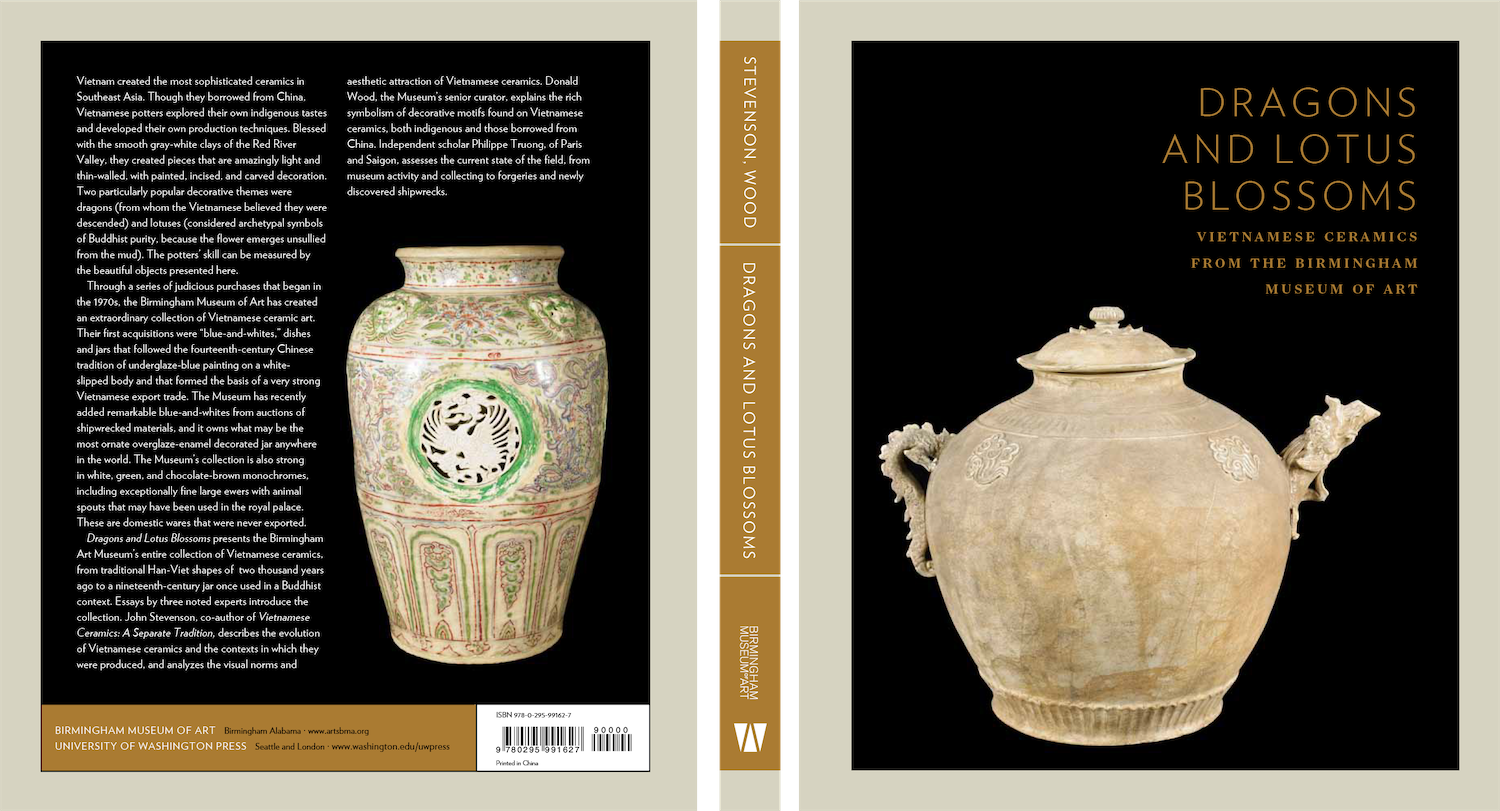 Vietnam created the most sophisticated ceramics in
Southeast Asia. Though they borrowed from China,
Vietnamese potters explored their own indigenous tastes
and developed their own production techniques. Blessed
with the smooth gray-white clays of the Red River
Valley, they created pieces that are amazingly light and
thin-walled, with painted, incised, and carved decoration.
Two particularly popular decorative themes were
dragons (from whom the Vietnamese believed they were
descended) and lotuses (considered archetypal symbols
of Buddhist purity, because the flower emerges unsullied
from the mud). The potters' skill can be measured by
the beautiful objects presented here.
Through a series of judicious purchases that began in
the 1970s, the Birmingham Museum of Art has created
an extraordinary collection of Vietnamese ceramic art.
Their first acquisitions were “blue-and-whites,” dishes
and jars that followed the fourteenth-century Chinese
tradition of underglaze-blue painting on a white-
slipped body and that formed the basis of a very strong
Vietnamese export trade. The Museum has recently
added remarkable blue-and-whites from auctions of
shipwrecked materials, and it owns what may be the
most ornate overglaze-enamel decorated jar anywhere
in the world. The Museum's collection is also strong
in white, green, and chocolate-brown monochromes,
including exceptionally fine large ewers with animal
spouts that may have been used in the royal palace.
These are domestic wares that were never exported.
Dragons and Lotus Blossoms presents the Birmingham
Art Museum's entire collection of Vietnamese ceramics,
from traditional Han-Viet shapes of two thousand years
ago to a nineteenth-century jar once used in a Buddhist
context. Essays by three noted experts introduce the
collection. John Stevenson, co-author of Vietnamese
Ceramics: A Separate Tradition, describes the evolution
of Vietnamese ceramics and the contexts in which they
were produced, and analyzes the visual norms and
aesthetic attraction of Vietnamese ceramics. Donald
Wood, the Museum's senior curator, explains the rich
symbolism of decorative motifs found on Vietnamese
ceramics, both indigenous and those borrowed from
China. Independent scholar Philippe Truong, of Paris
and Saigon, assesses the current state of the field, from
museum activity and collecting to forgeries and newly
discovered shipwrecks.
BIRMINGHAM MUSEUM OF ART Birmingham Alabama · www.artsbma.org
UNIVERSITY OF WASHINGTON PRESS Seattle and London · www.washington.edu/uwpress
ISBN 978-0-295-99162-7
90000
9 780295 991627
Printed in China
STEVENSON, WOOD
DRAGONS AND LOTUS BLOSSOMS
BIRMINGHAM
MUSEUM OF ART
W
DRAGONS
AND LOTUS
BLOSSOMS
VIETNAMESE CERAMICS
FROM THE BIRMINGHAM
MUSEUM OF ART